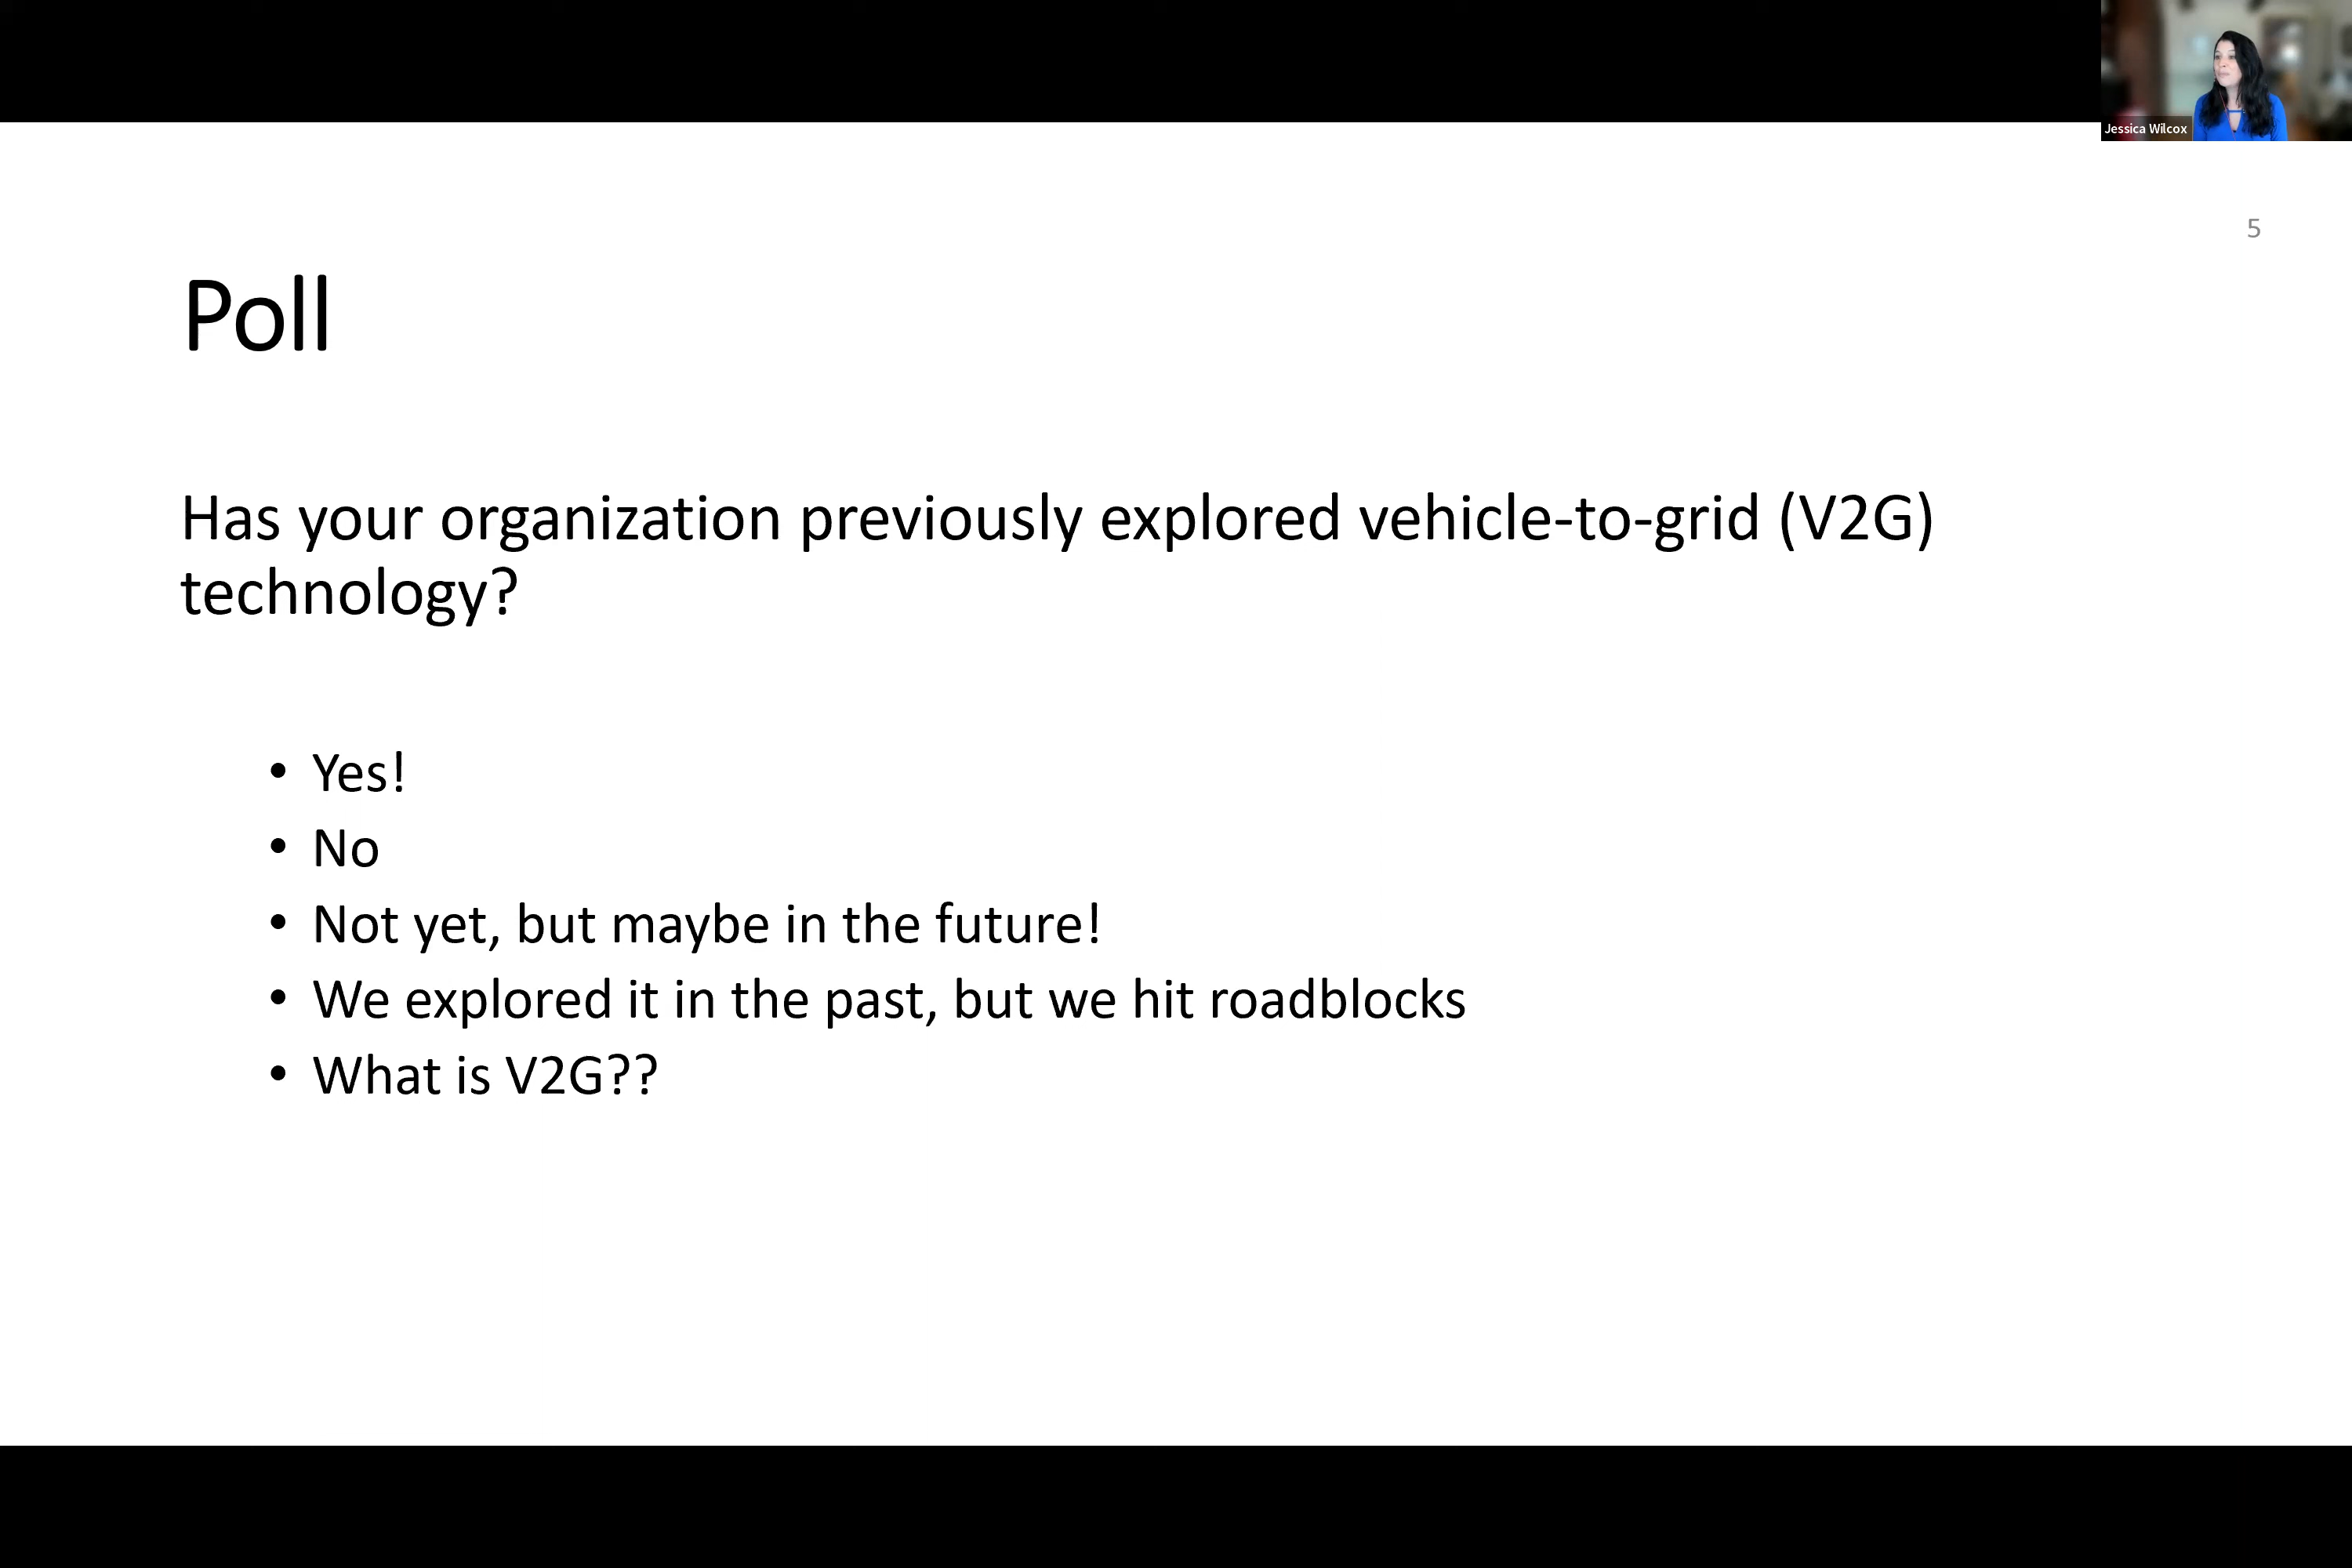 Jessica Wilcox
5
Poll
Has your organization previously explored vehicle-to-grid (V2G)
technology?
• Yes!
• No
• Not yet, but maybe in the future!
• We explored it in the past, but we hit roadblocks
• What is V2G??